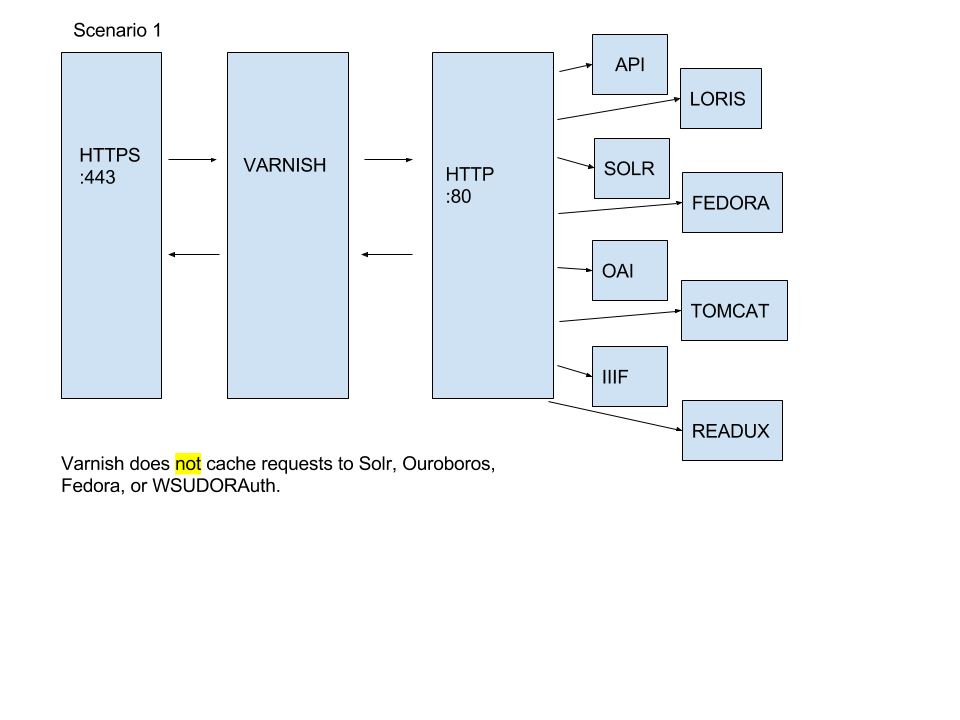 Scenario 1
HTTPS
:443
VARNISH
HTTP
:80
API
LORIS
SOLR
FEDORA
OAI
TOMCAT
IIIF
READUX
Varnish does not cache requests to Solr, Ouroboros,
Fedora, or WSUDORAuth.